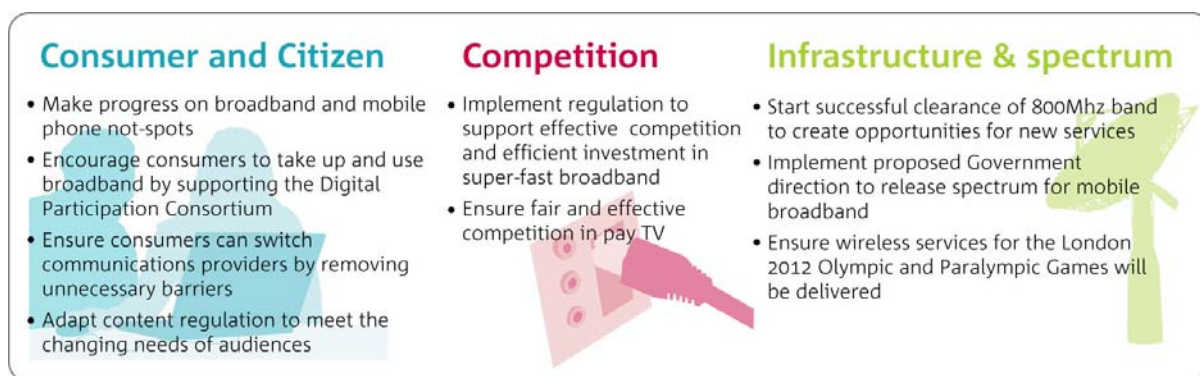 Consumer and Citizen
• Make progress on broadband and mobile
phone not-spots
• Encourage consumers to take up and use
broadband by supporting the Digital
Participation Consortium
• Ensure consumers can switch
communications providers by removing
unnecessary barriers
• Adapt content regulation to meet the
changing needs of audiences
Competition
• Implement regulation to
support effective competition
and efficient investment in
super-fast broadband
• Ensure fair and effective
competition in pay TV
Infrastructure & spectrum
• Start successful clearance of 800Mhz band
to create opportunities for new services
• Implement proposed Government
direction to release spectrum for mobile
broadband
• Ensure wireless services for the London
2012 Olympic and Paralympic Games will
be delivered